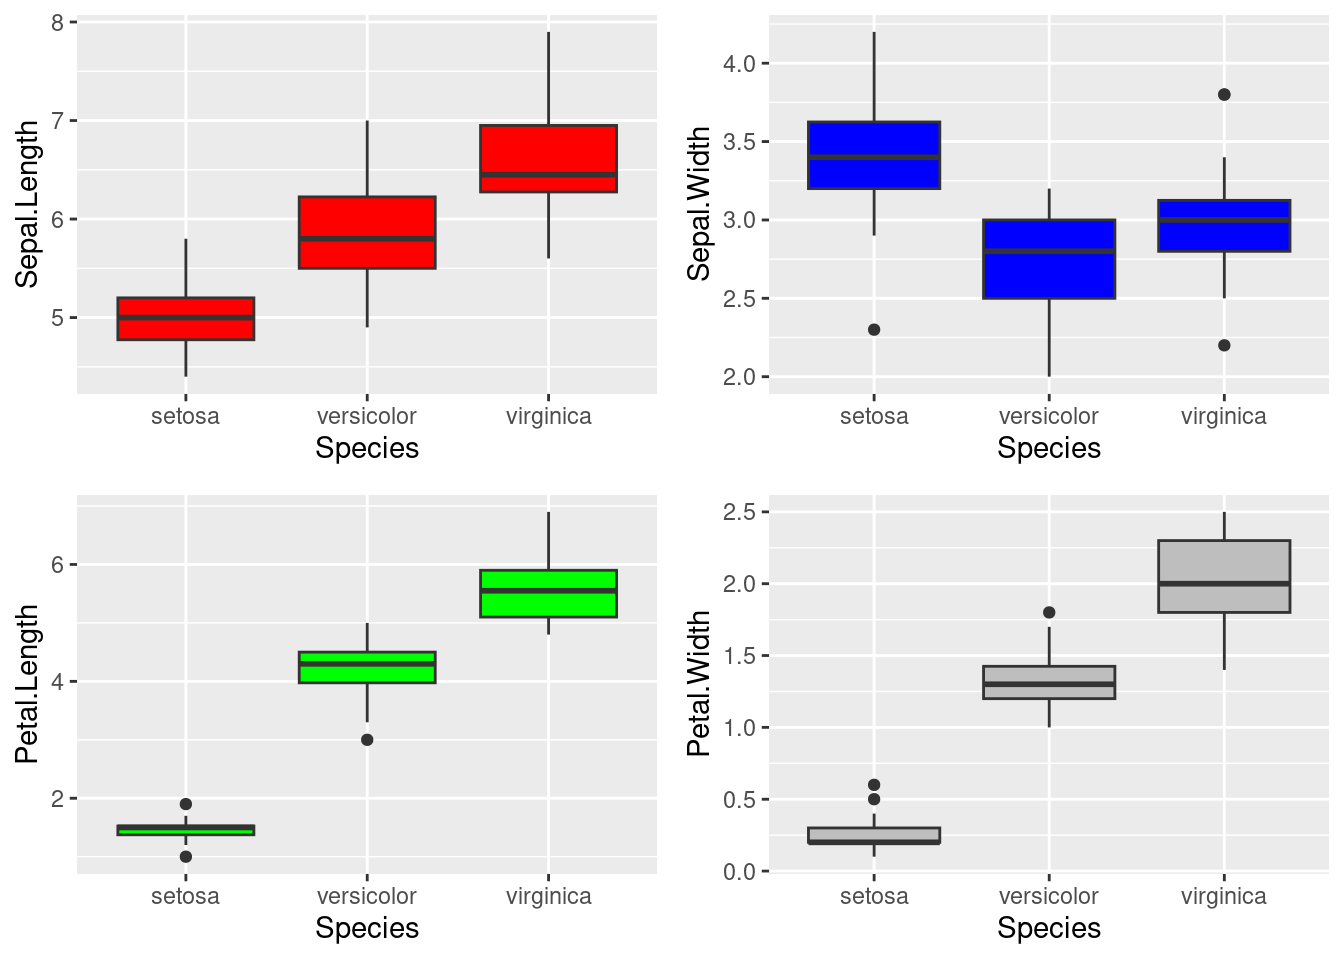 Sepal.Length
8
7
6
5
setosa versicolor virginica
Species
Sepal.Width
4.0
3.5
3.0
2.5
2.0
setosa versicolor virginica
Species
Petal.Length
6
4
2
setosa versicolor virginica
Species
Petal.Width
2.5
2.0
1.5
1.0
0.5
0.0
setosa versicolor virginica
Species